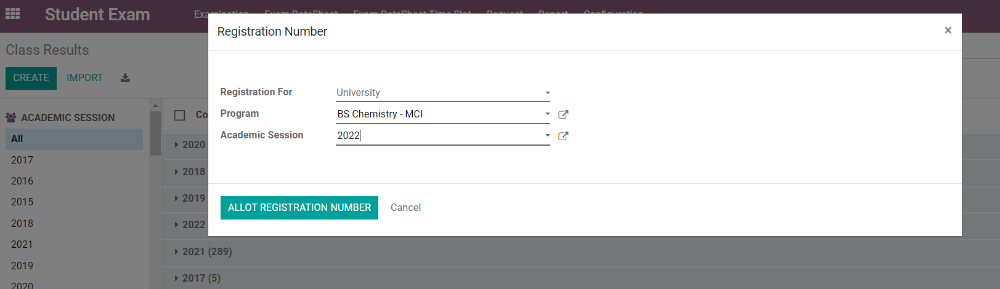 Student Exam
Examination Exam DateSheet Exam DateSheet Time Slot Request Report Configuration
Registration Number
×
Class Results
CREATE IMPORT
Registration For University
Program BS Chemistry - MCI
Academic Session 2022
ACADEMIC SESSION
Co
All
2020
2017
2018
2016
2019
2015
2022
2018
ALLOT REGISTRATION NUMBER Cancel
2021
2021 (289)
2019
2017 (5)
2020